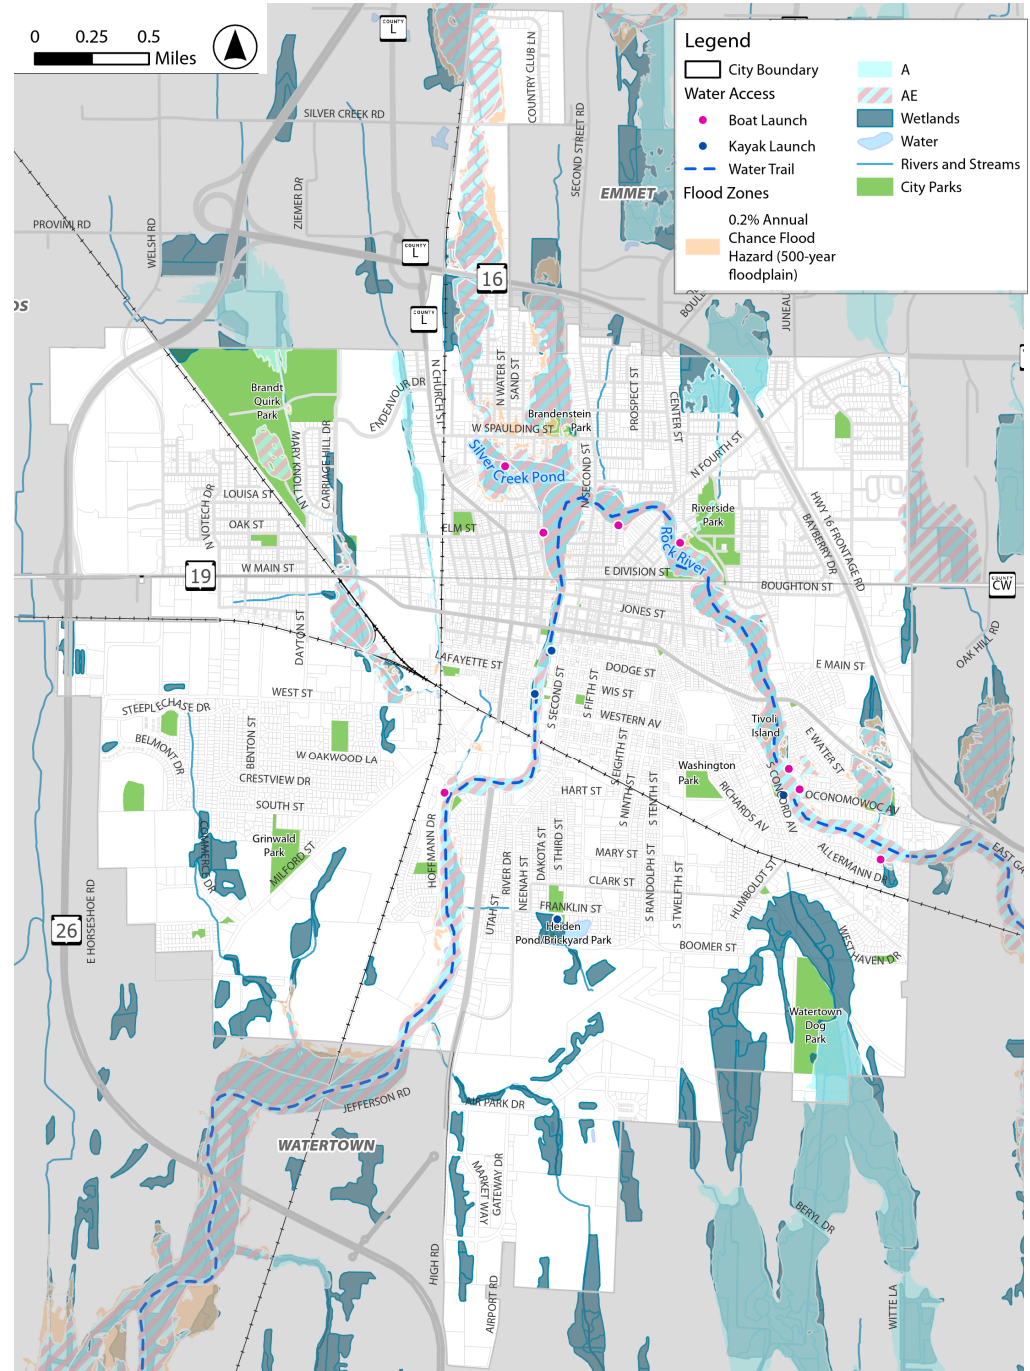 0 0.25 0.5
Miles
COUNTY
L
Legend
City Boundary
Water Access
Boat Launch
Kayak Launch
Water Trail
Flood Zones
0.2% Annual
Chance Flood
Hazard (500-year
floodplain)
A
AE
Wetlands
Water
Rivers and Streams
City Parks
COUNTRY CLUB LN
SILVER CREEK RD
SECOND STREET RD
EMMET
ZIEMER DR
PROVIMI RD
WELSH RD
COUNTY
L
16
COUNTY
L
JUNEAU
N WATER ST
SAND ST
N CHURCH ST
ENDEAVOUR DR
PROSPECT ST
CENTER ST
Brandt
Quirk
Park
Brandenstein
Park
W SPAULDING ST
N FOURTH ST
MARY KNOLL LN
CARRIAGE HILL DR
Silver Creek Pond
N SECOND ST
LOUISA ST
N VOTECH DR
OAK ST
ELM ST
Riverside
Park
HWY 16 FRONTAGE RD
BAYBERRY DR
Rock River
W MAIN ST
19
E DIVISION ST
BOUGHTON ST
COUNTY
CW
JONES ST
DAYTON ST
OAK HILL RD
LAFAYETTE ST
DODGE ST
E MAIN ST
WEST ST
WIS ST
S SECOND ST
S FIFTH ST
STEEPLECHASE DR
WESTERN AV
Tivoli
Island
BELMONT DR
BENTON ST
W OAKWOOD LA
S EIGHTH ST
E WATER ST
Washington
Park
CRESTVIEW DR
S CONCORD AV
HART ST
S NINTH ST
S TENTH ST
RICHARDS AV
OCONOMOWOC AV
SOUTH ST
Grinwald
Park
COMMERCE DR
MILFORD ST
HOFFMANN DR
DAKOTA ST
S THIRD ST
MARY ST
ALLERMANN DR
EAST GA
RIVER DR
NEENAH ST
CLARK ST
S RANDOLPH ST
S TWELFTH ST
HUMBOLDT ST
E HORSESHOE RD
26
UTAH ST
FRANKLIN ST
Heiden
Pond/Brickyard Park
BOOMER ST
WESTHAVEN DR
Watertown
Dog
Park
JEFFERSON RD
AIR PARK DR
WATERTOWN
MARKET WAY
GATEWAY DR
BERYL DR
HIGH RD
AIRPORT RD
WITTE LA